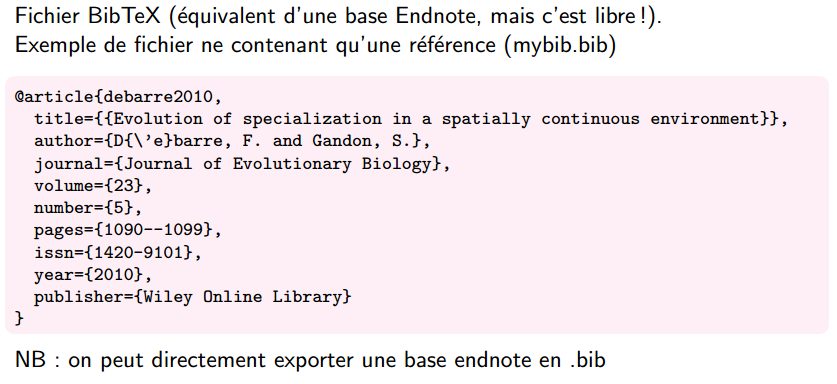 Fichier BibTeX (équivalent d'une base Endnote, mais c'est libre !).
Exemple de fichier ne contenant qu'une référence (mybib.bib)
@article{debarre2010,
  title={{Evolution of specialization in a spatially continuous environment}},
  author={D{\'e}barre, F. and Gandon, S.},
  journal={Journal of Evolutionary Biology},
  volume={23},
  number={5},
  pages={1090--1099},
  issn={1420-9101},
  year={2010},
  publisher={Wiley Online Library}
}
NB : on peut directement exporter une base endnote en .bib